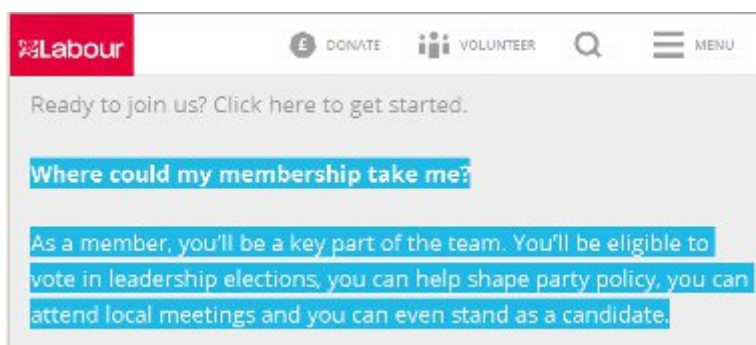 Labour
£ DONATE VOLUNTEER MENU
Ready to join us? Click here to get started.
Where could my membership take me?
As a member, you'll be a key part of the team. You'll be eligible to
vote in leadership elections, you can help shape party policy, you can
attend local meetings and you can even stand as a candidate.